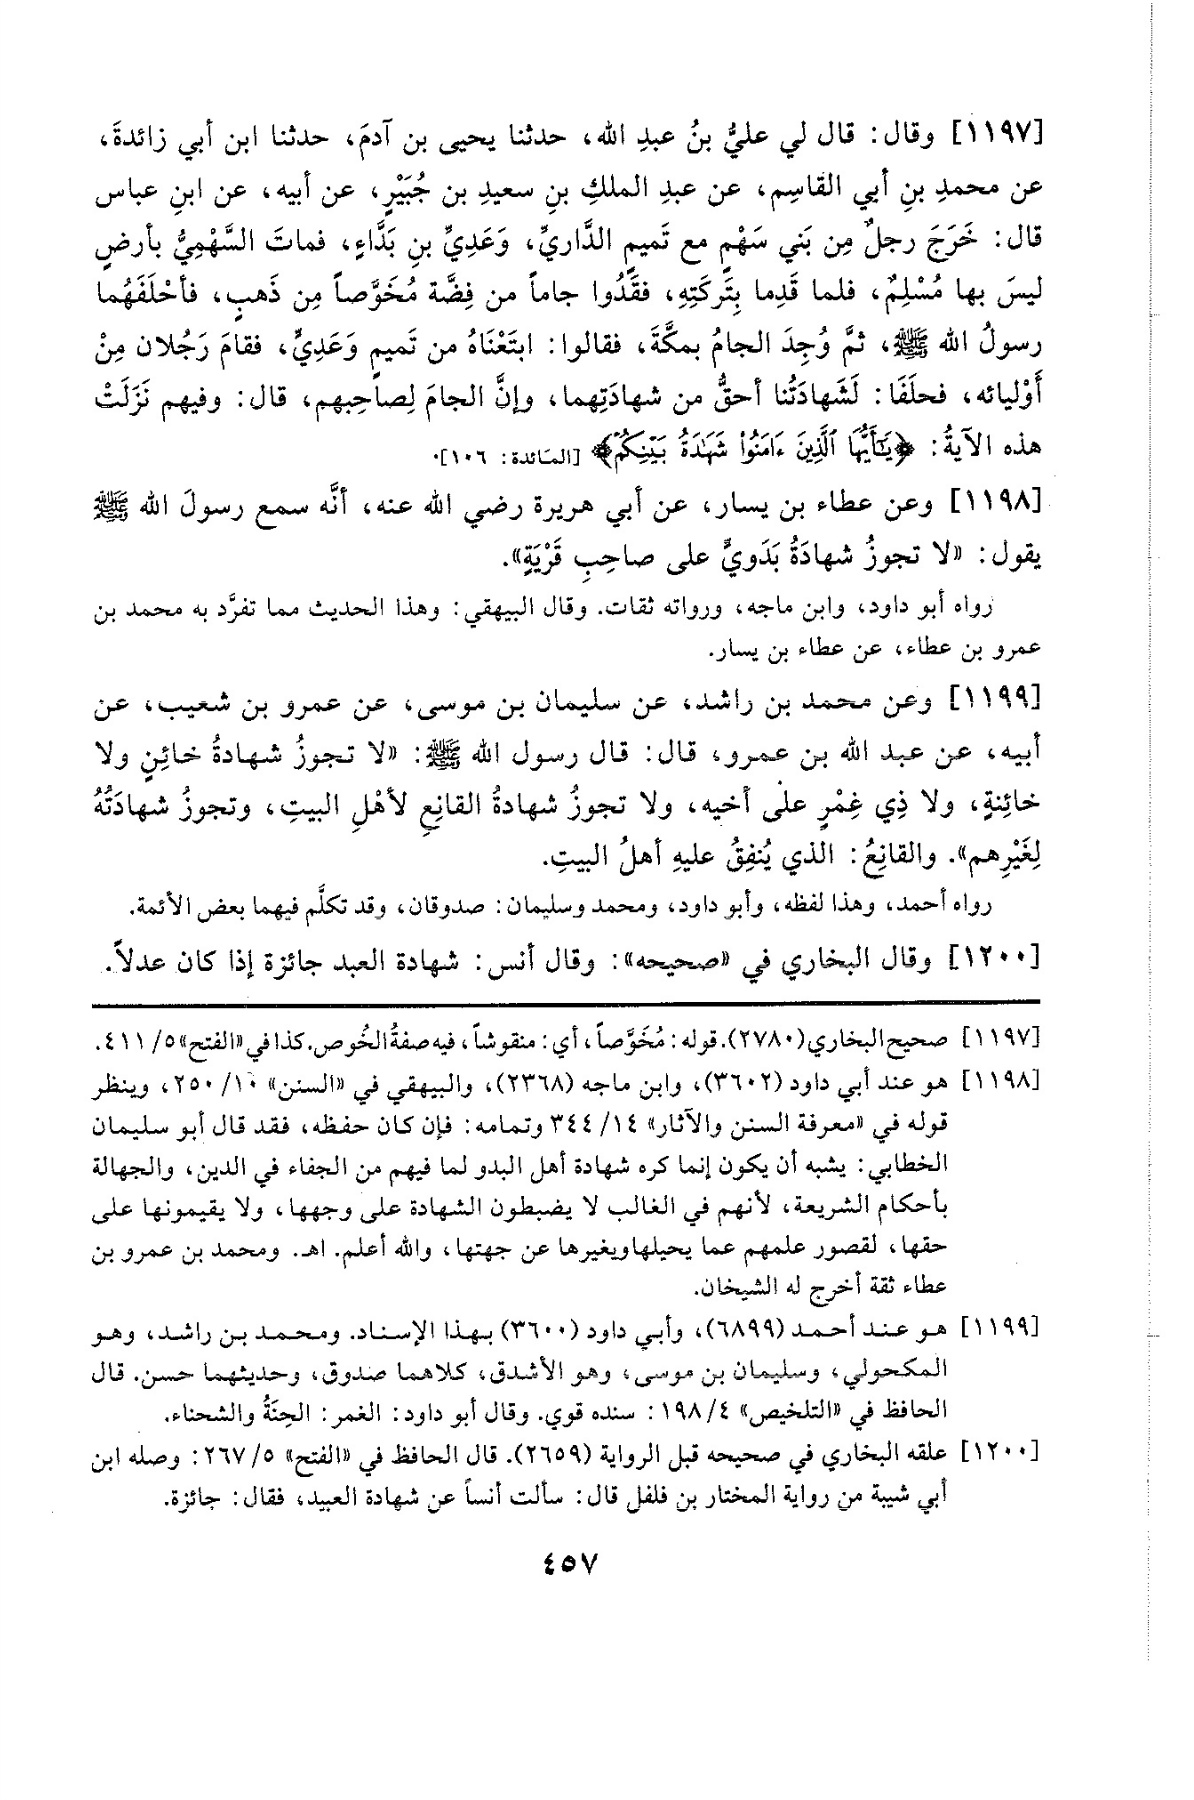 [١١٩٧] وقال: قال لي عليُّ بنُ عبدِ الله، حدثنا يحيى بن آدمَ، حدثنا ابن أبي زائدةَ،
عن محمدِ بنِ أبي القَاسِم، عن عبدِ الملكِ بنِ سعيدِ بن جُبَيْرٍ، عن أبيه، عن ابنِ عباس
قال: خَرَجَ رجلٌ مِن بَني سَهْمٍ مع تَميمٍ الدَّاريِّ، وَعَديِّ بنِ بَدَّاءٍ، فماتَ السَّهْمِيُّ بأرضٍ
ليسَ بها مُسْلِمٌ، فلما قَدِما بِتَرِكَتِهِ، فقَدُوا جاماً من فِضَّة مُخَوَّصاً مِن ذَهبٍ، فأحْلَفَهُما
رسولُ الله ﷺ، ثمَّ وُجِدَ الجامُ بمكَّةَ، فقالوا: ابتَعْنَاهُ من تَميمٍ وَعَديٍّ، فقامَ رَجُلان مِنْ
أَوْليائه، فحلَفَا: لَشَهادَتُنا أحقُّ من شهادَتِهما، وإنَّ الجامَ لِصاحِبهم، قال: وفيهم نَزَلَتْ
هذه الآيةُ: ﴿يَٰٓأَيُّهَا ٱلَّذِينَ ءَامَنُوا۟ شَهَٰدَةُ بَيْنِكُمْ﴾ [المَائدة: ١٠٦].
[١١٩٨] وعن عطاء بن يسار، عن أبي هريرة رضي الله عنه، أنَّه سمع رسولَ الله ﷺ
يقول: «لا تجوزُ شهادَةُ بَدَويٍّ على صاحِبِ قَرْيَةٍ».
رواه أبو داود، وابن ماجه، ورواته ثقات. وقال البيهقي: وهذا الحديث مما تفرَّد به محمد بن
عمرو بن عطاء، عن عطاء بن يسار.
[١١٩٩] وعن محمد بن راشد، عن سليمان بن موسى، عن عمرو بن شعيب، عن
أبيه، عن عبد الله بن عمرو، قال: قال رسول الله ﷺ: «لا تجوزُ شهادةُ خائنٍ ولا
خائِنةٍ، ولا ذِي غِمْرٍ على أخيه، ولا تجوزُ شهادةُ القانِعِ لأهْلِ البيتِ، وتجوزُ شهادَتُهُ
لِغَيْرِهم». والقانِعُ: الذي يُنفِقُ عليهِ أهلُ البيتِ.
رواه أحمد، وهذا لفظه، وأبو داود، ومحمد وسليمان: صدوقان، وقد تكلَّم فيهما بعض الأئمة.
[١٢٠٠] وقال البخاري في «صحيحه»: وقال أنس: شهادة العبد جائزة إذا كان عدلاً.
[١١٩٧] صحيح البخاري (٢٧٨٠). قوله: مُخَوَّصاً، أي: منقوشاً، فيه صفةُ الخُوص. كذا في «الفتح» ٥/ ٤١١.
[١١٩٨] هو عند أبي داود (٣٦٠٢)، وابن ماجه (٢٣٦٨)، والبيهقي في «السنن» ١٠/ ٢٥٠، وينظر
قوله في «معرفة السنن والآثار» ١٤/ ٣٤٤ وتمامه: فإن كان حفظه، فقد قال أبو سليمان
الخطابي: يشبه أن يكون إنما كره شهادة أهل البدو لما فيهم من الجفاء في الدين، والجهالة
بأحكام الشريعة، لأنهم في الغالب لا يضبطون الشهادة على وجهها، ولا يقيمونها على
حقها، لقصور علمهم عما يحيلها ويغيرها عن جهتها، والله أعلم. اهـ. ومحمد بن عمرو بن
عطاء ثقة أخرج له الشيخان.
[١١٩٩] هو عند أحمد (٦٨٩٩)، وأبي داود (٣٦٠٠) بهذا الإسناد. ومحمد بن راشد، وهو
المكحولي، وسليمان بن موسى، وهو الأشدق، كلاهما صدوق، وحديثهما حسن. قال
الحافظ في «التلخيص» ٤/ ١٩٨: سنده قوي. وقال أبو داود: الغمر: الحِنَةُ والشحناء.
[١٢٠٠] علقه البخاري في صحيحه قبل الرواية (٢٦٥٩). قال الحافظ في «الفتح» ٥/ ٢٦٧: وصله ابن
أبي شيبة من رواية المختار بن فلفل قال: سألت أنساً عن شهادة العبيد، فقال: جائزة.
٤٥٧